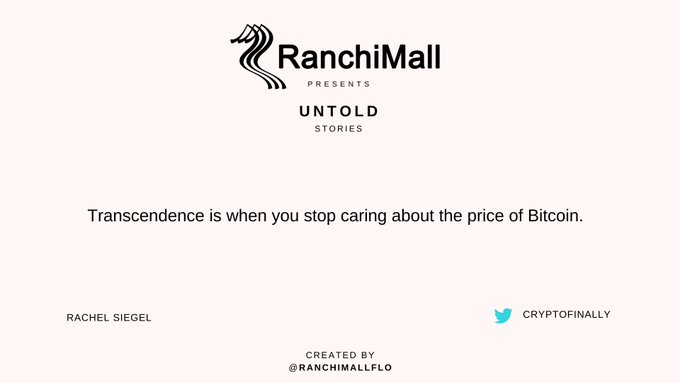 RanchiMall
PRESENTS
UNTOLD
STORIES
Transcendence is when you stop caring about the price of Bitcoin.
RACHEL SIEGEL
CRYPTOFINALLY
CREATED BY
@RANCHIMALLFLO